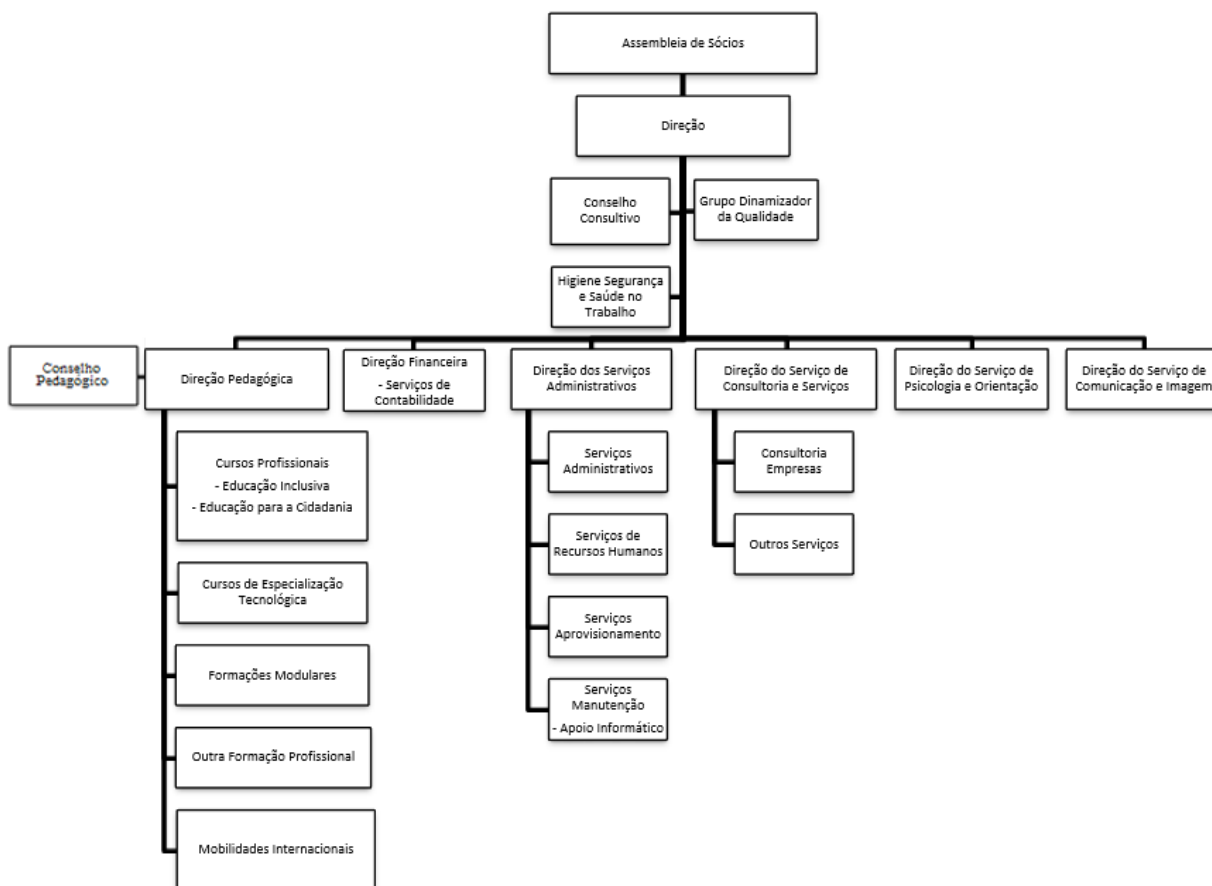 Assembleia de Sócios
Direção
Conselho
Consultivo
Grupo Dinamizador
da Qualidade
Higiene Segurança
e Saúde no
Trabalho
Conselho
Pedagógico
Direção Pedagógica
Direção Financeira
- Serviços de
Contabilidade
Direção dos Serviços
Administrativos
Direção do Serviço de
Consultoria e Serviços
Direção do Serviço de
Psicologia e Orientação
Direção do Serviço de
Comunicação e Imagem
Cursos Profissionais
- Educação Inclusiva
- Educação para a Cidadania
Cursos de Especialização
Tecnológica
Formações Modulares
Outra Formação Profissional
Mobilidades Internacionais
Serviços
Administrativos
Serviços de
Recursos Humanos
Serviços
Aprovisionamento
Serviços
Manutenção
- Apoio Informático
Consultoria
Empresas
Outros Serviços